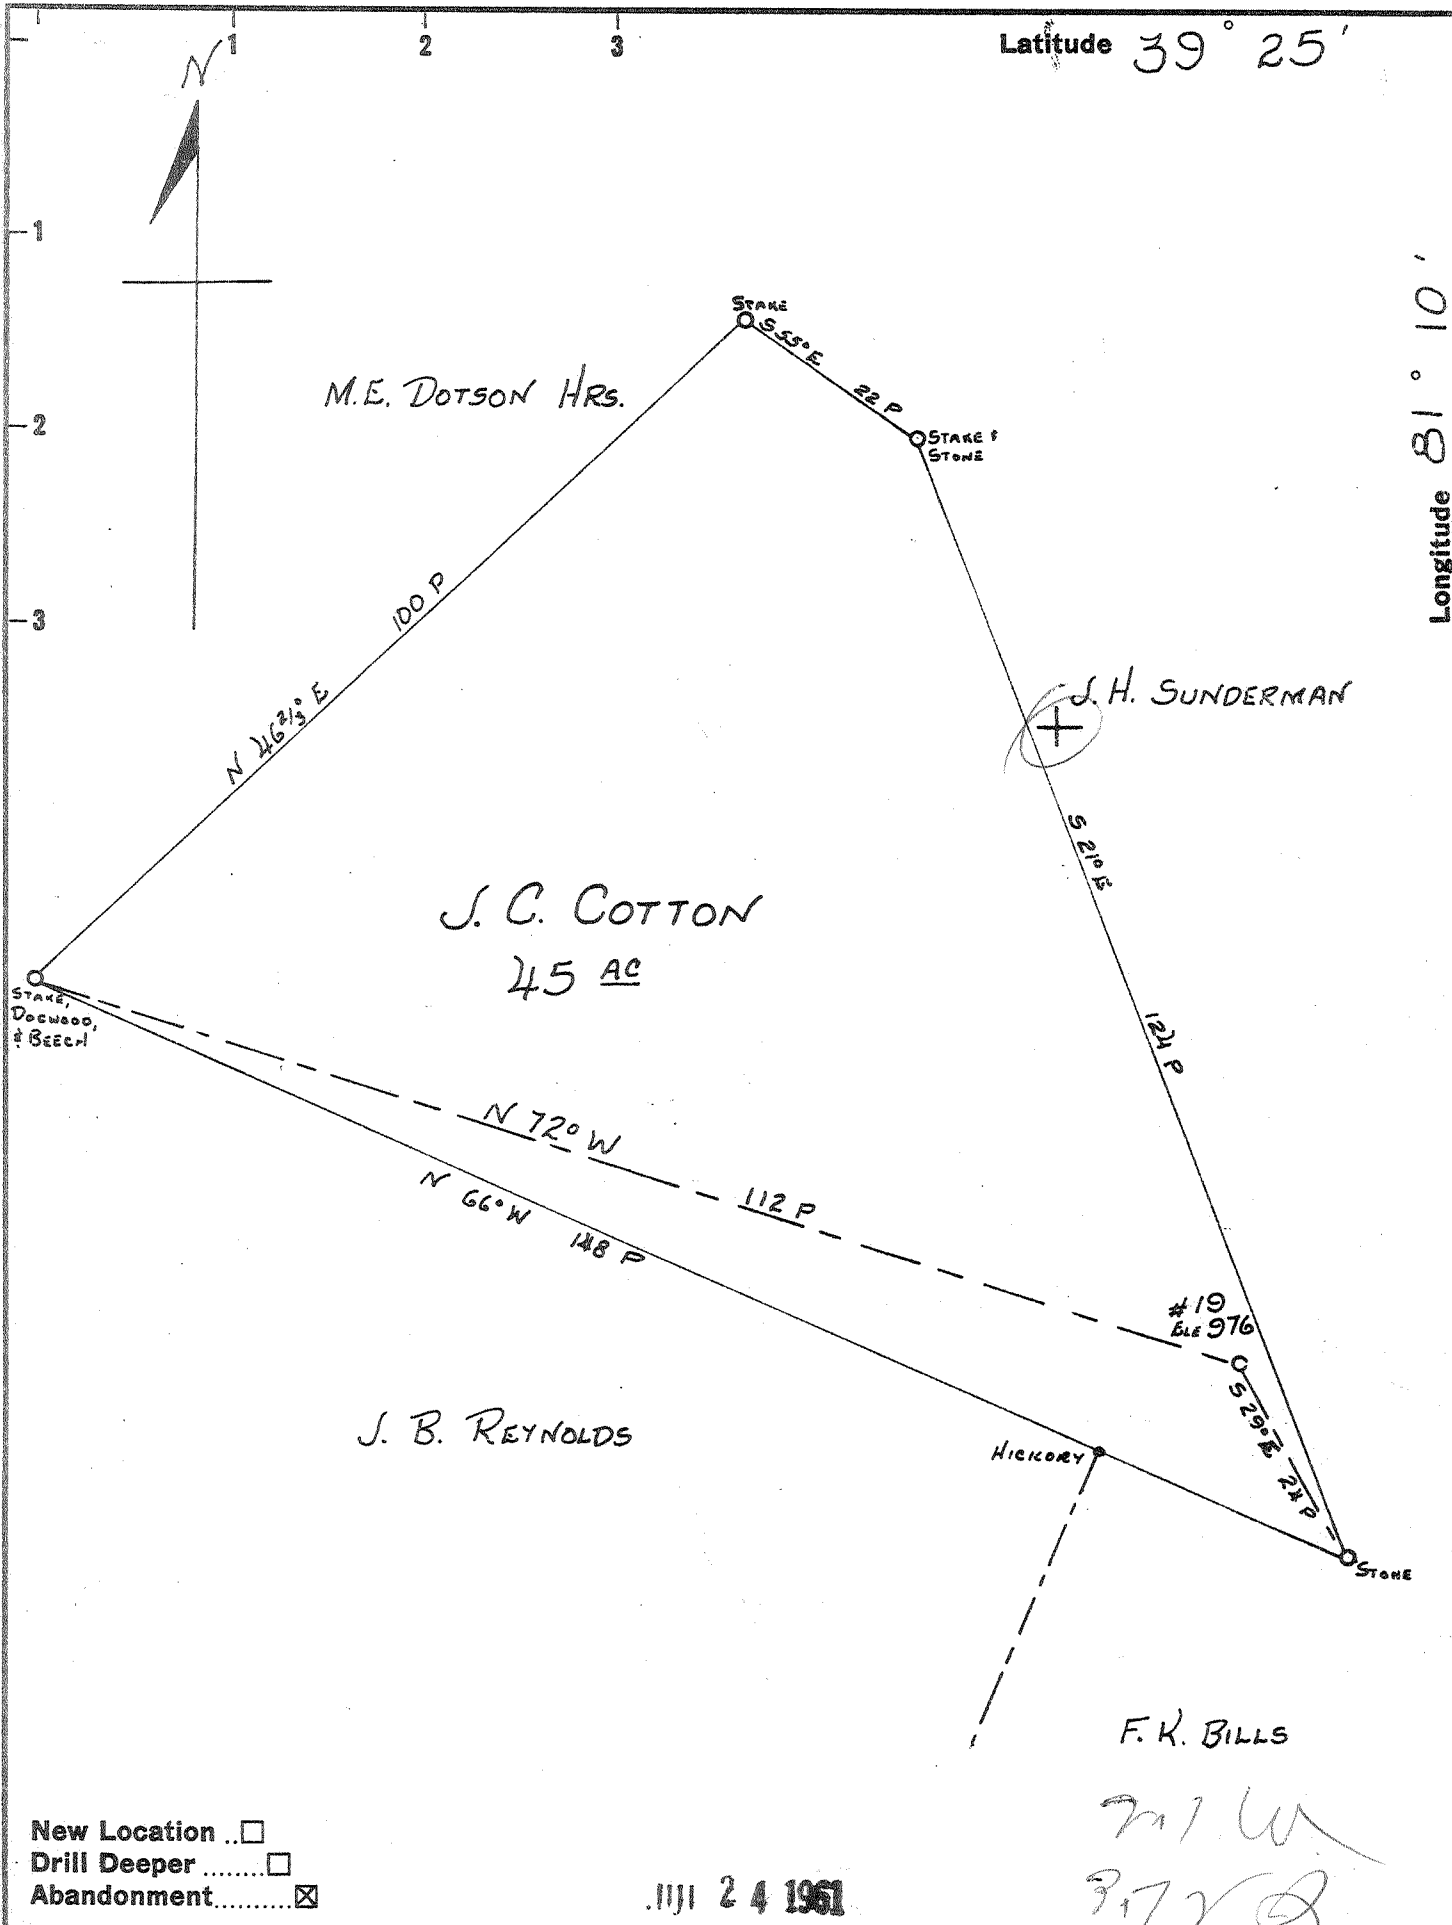 1 2 3
Latitude 39° 25'
N
1
2
3
Longitude 81° 10'
STAKE
S 55° E
22 P
STAKE &
STONE
M.E. DOTSON HRS.
100 P
N 46 2/3° E
J. H. SUNDERMAN
S 21° E
124 P
J. C. COTTON
45 AC
STAKE,
DOGWOOD,
& BEECH
N 72° W
112 P
N 66° W
148 P
#19
ELE 976
S 29° E 24 P
J. B. REYNOLDS
HICKORY
STONE
F. K. BILLS
New Location ..☐
Drill Deeper ........☐
Abandonment..........☒
24 1961